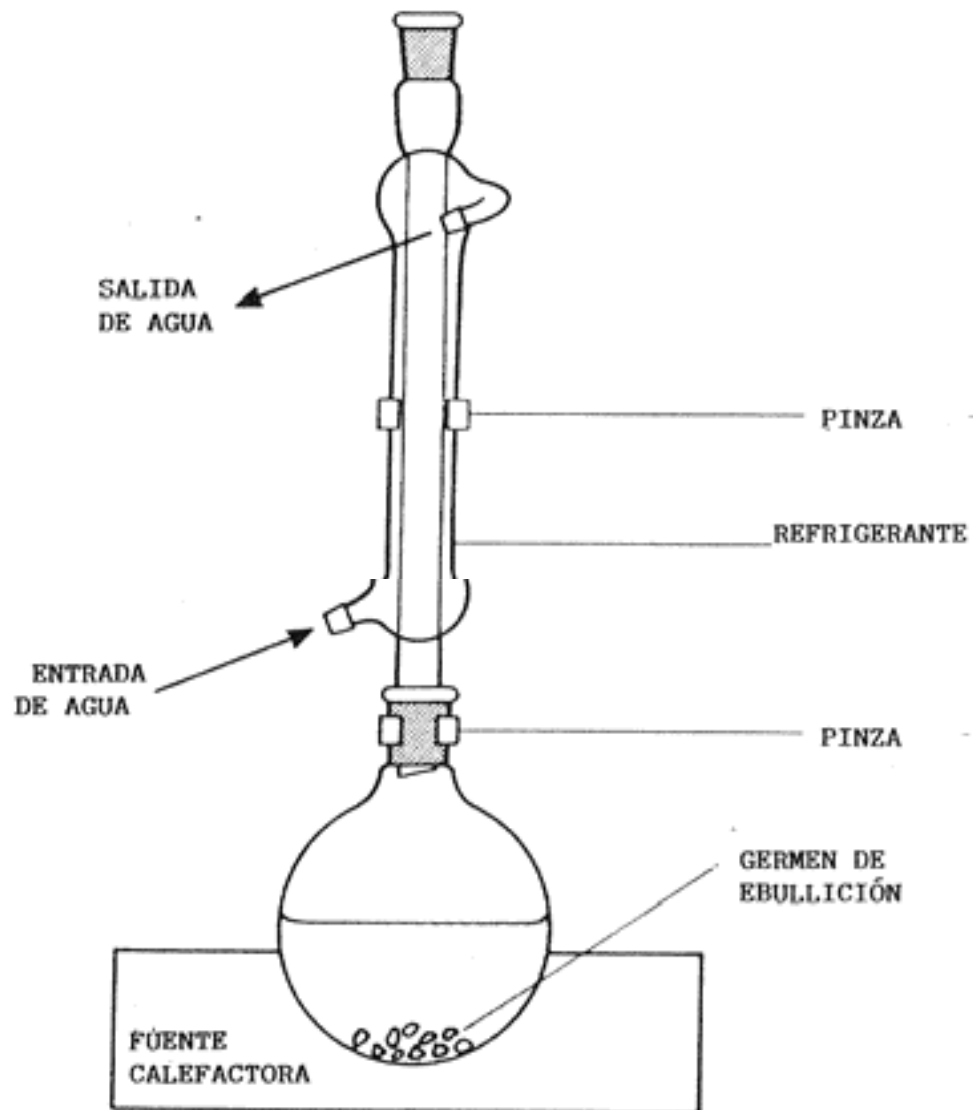 SALIDA
DE AGUA
PINZA
REFRIGERANTE
ENTRADA
DE AGUA
PINZA
GERMEN DE
EBULLICIÓN
FUENTE
CALEFACTORA